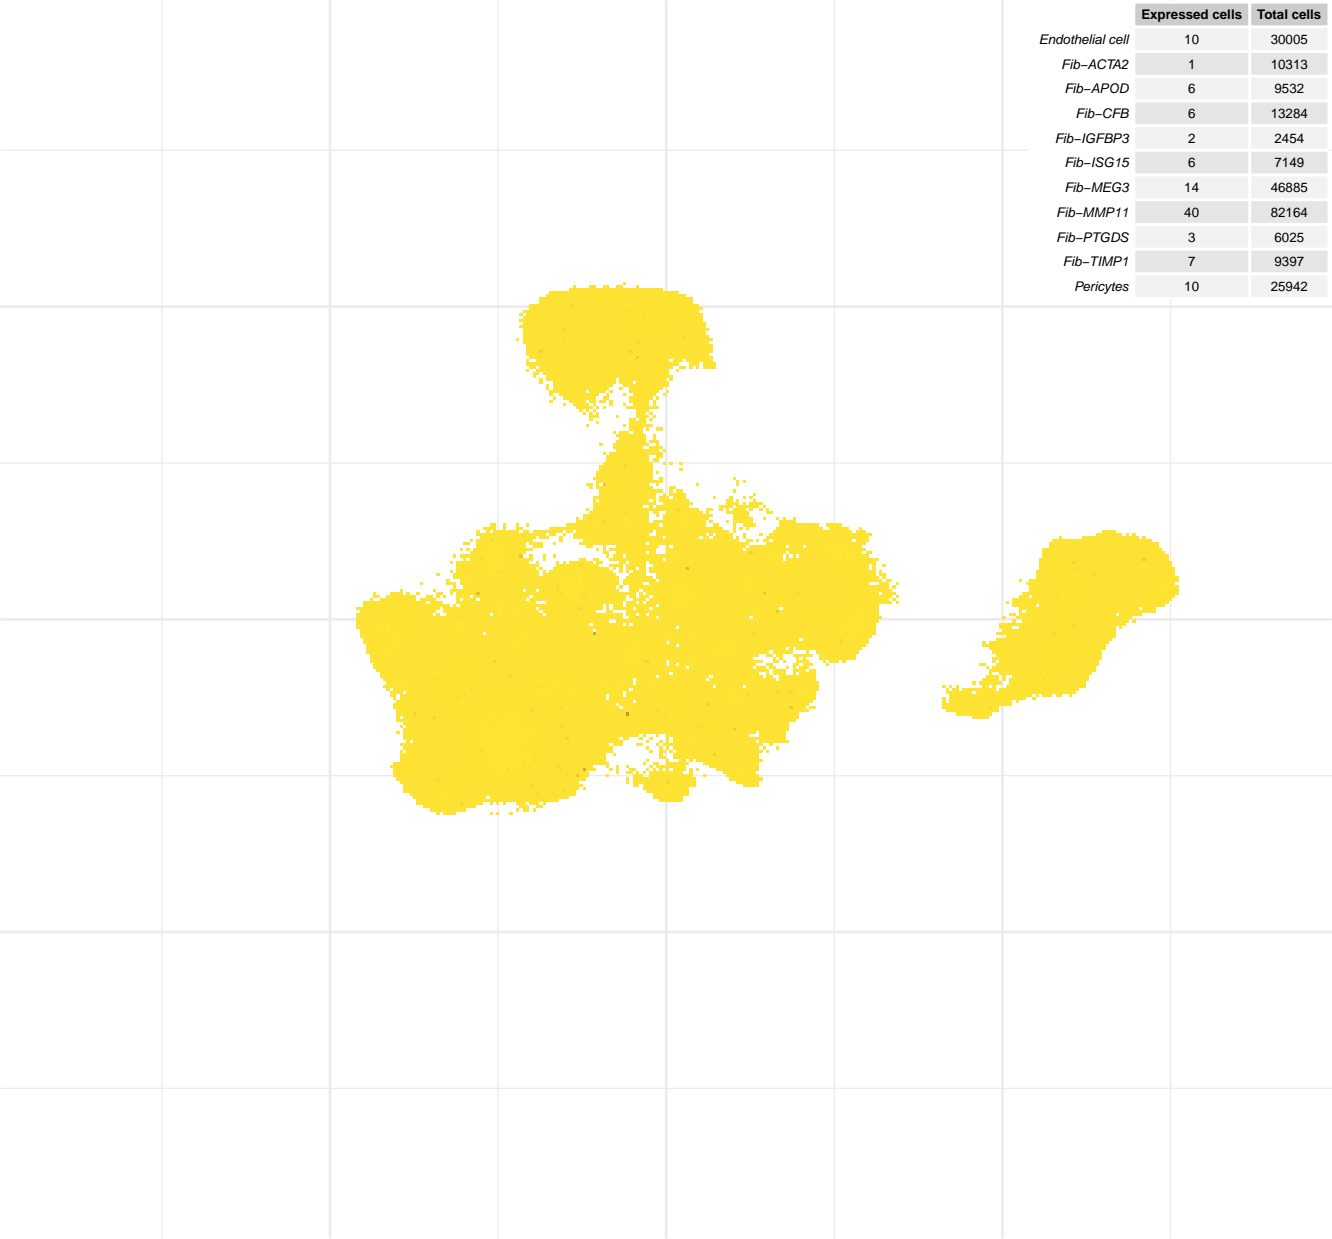 Expressed cells Total cells
Endothelial cell 10 30005
Fib−ACTA2 1 10313
Fib−APOD 6 9532
Fib−CFB 6 13284
Fib−IGFBP3 2 2454
Fib−ISG15 6 7149
Fib−MEG3 14 46885
Fib−MMP11 40 82164
Fib−PTGDS 3 6025
Fib−TIMP1 7 9397
Pericytes 10 25942